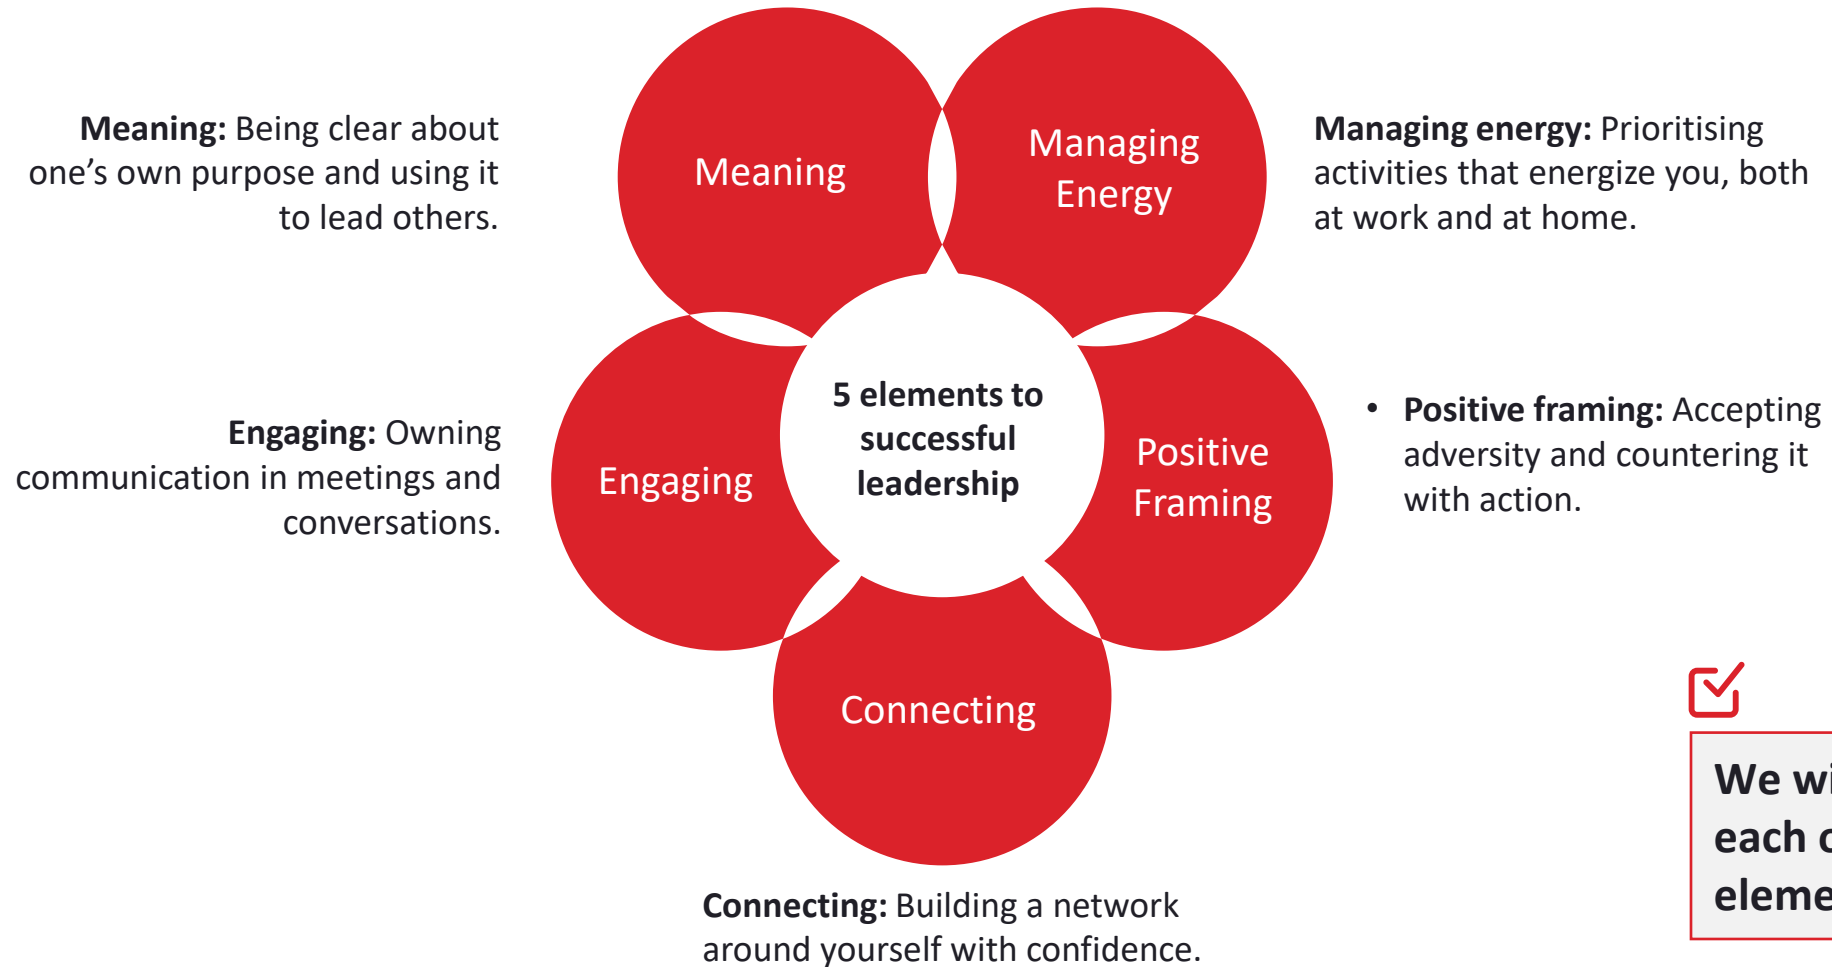 Meaning: Being clear about
one’s own purpose and using it
to lead others.
Meaning
Managing
Energy
Managing energy: Prioritising
activities that energize you, both
at work and at home.
Engaging: Owning
communication in meetings and
conversations.
Engaging
5 elements to
successful
leadership
Positive
Framing
• Positive framing: Accepting
adversity and countering it
with action.
Connecting
Connecting: Building a network
around yourself with confidence.
We
each